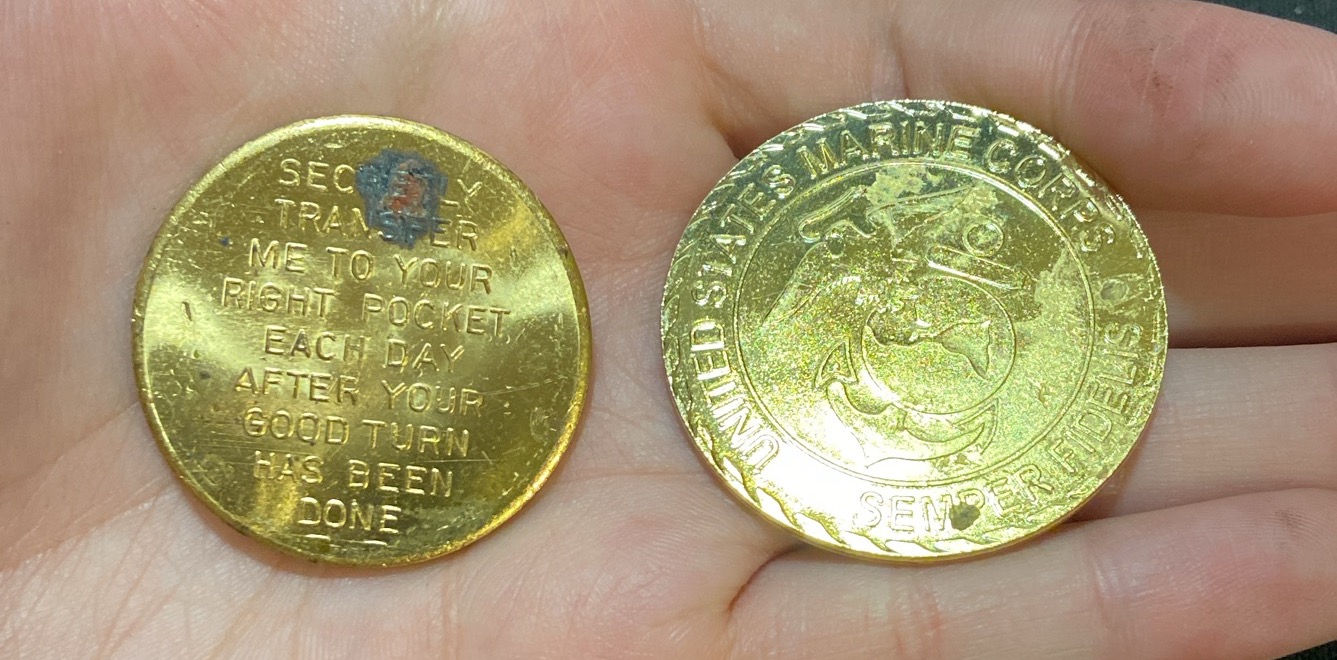 TRANSFER
ME TO YOUR
RIGHT POCKET
EACH DAY
AFTER YOUR
GOOD TURN
HAS BEEN
DONE
UNITED STATES MARINE CORPS
SEMPER FIDELIS